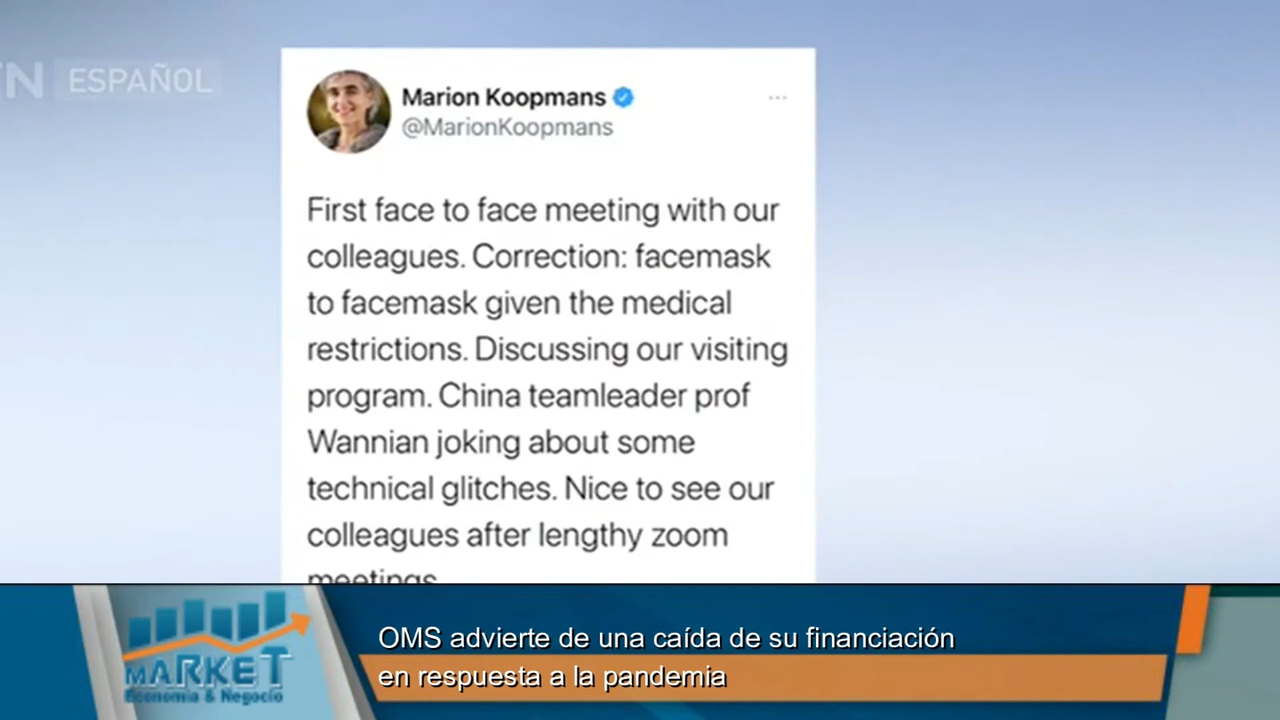 TN ESPAÑOL
Marion Koopmans
@MarionKoopmans
First face to face meeting with our
colleagues. Correction: facemask
to facemask given the medical
restrictions. Discussing our visiting
program. China teamleader prof
Wannian joking about some
technical glitches. Nice to see our
colleagues after lengthy zoom
meetings
OMS advierte de una caída de su financiación
en respuesta a la pandemia
MARKET
Economía & Negocio